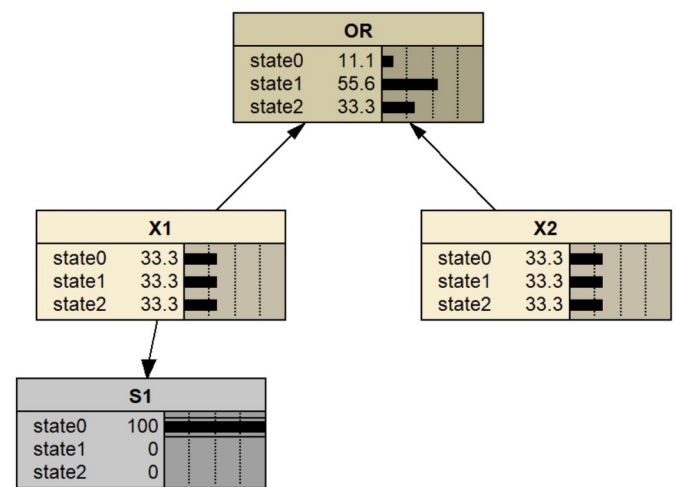 OR
state0 11.1
state1 55.6
state2 33.3
X1
state0 33.3
state1 33.3
state2 33.3
X2
state0 33.3
state1 33.3
state2 33.3
S1
state0 100
state1 0
state2 0